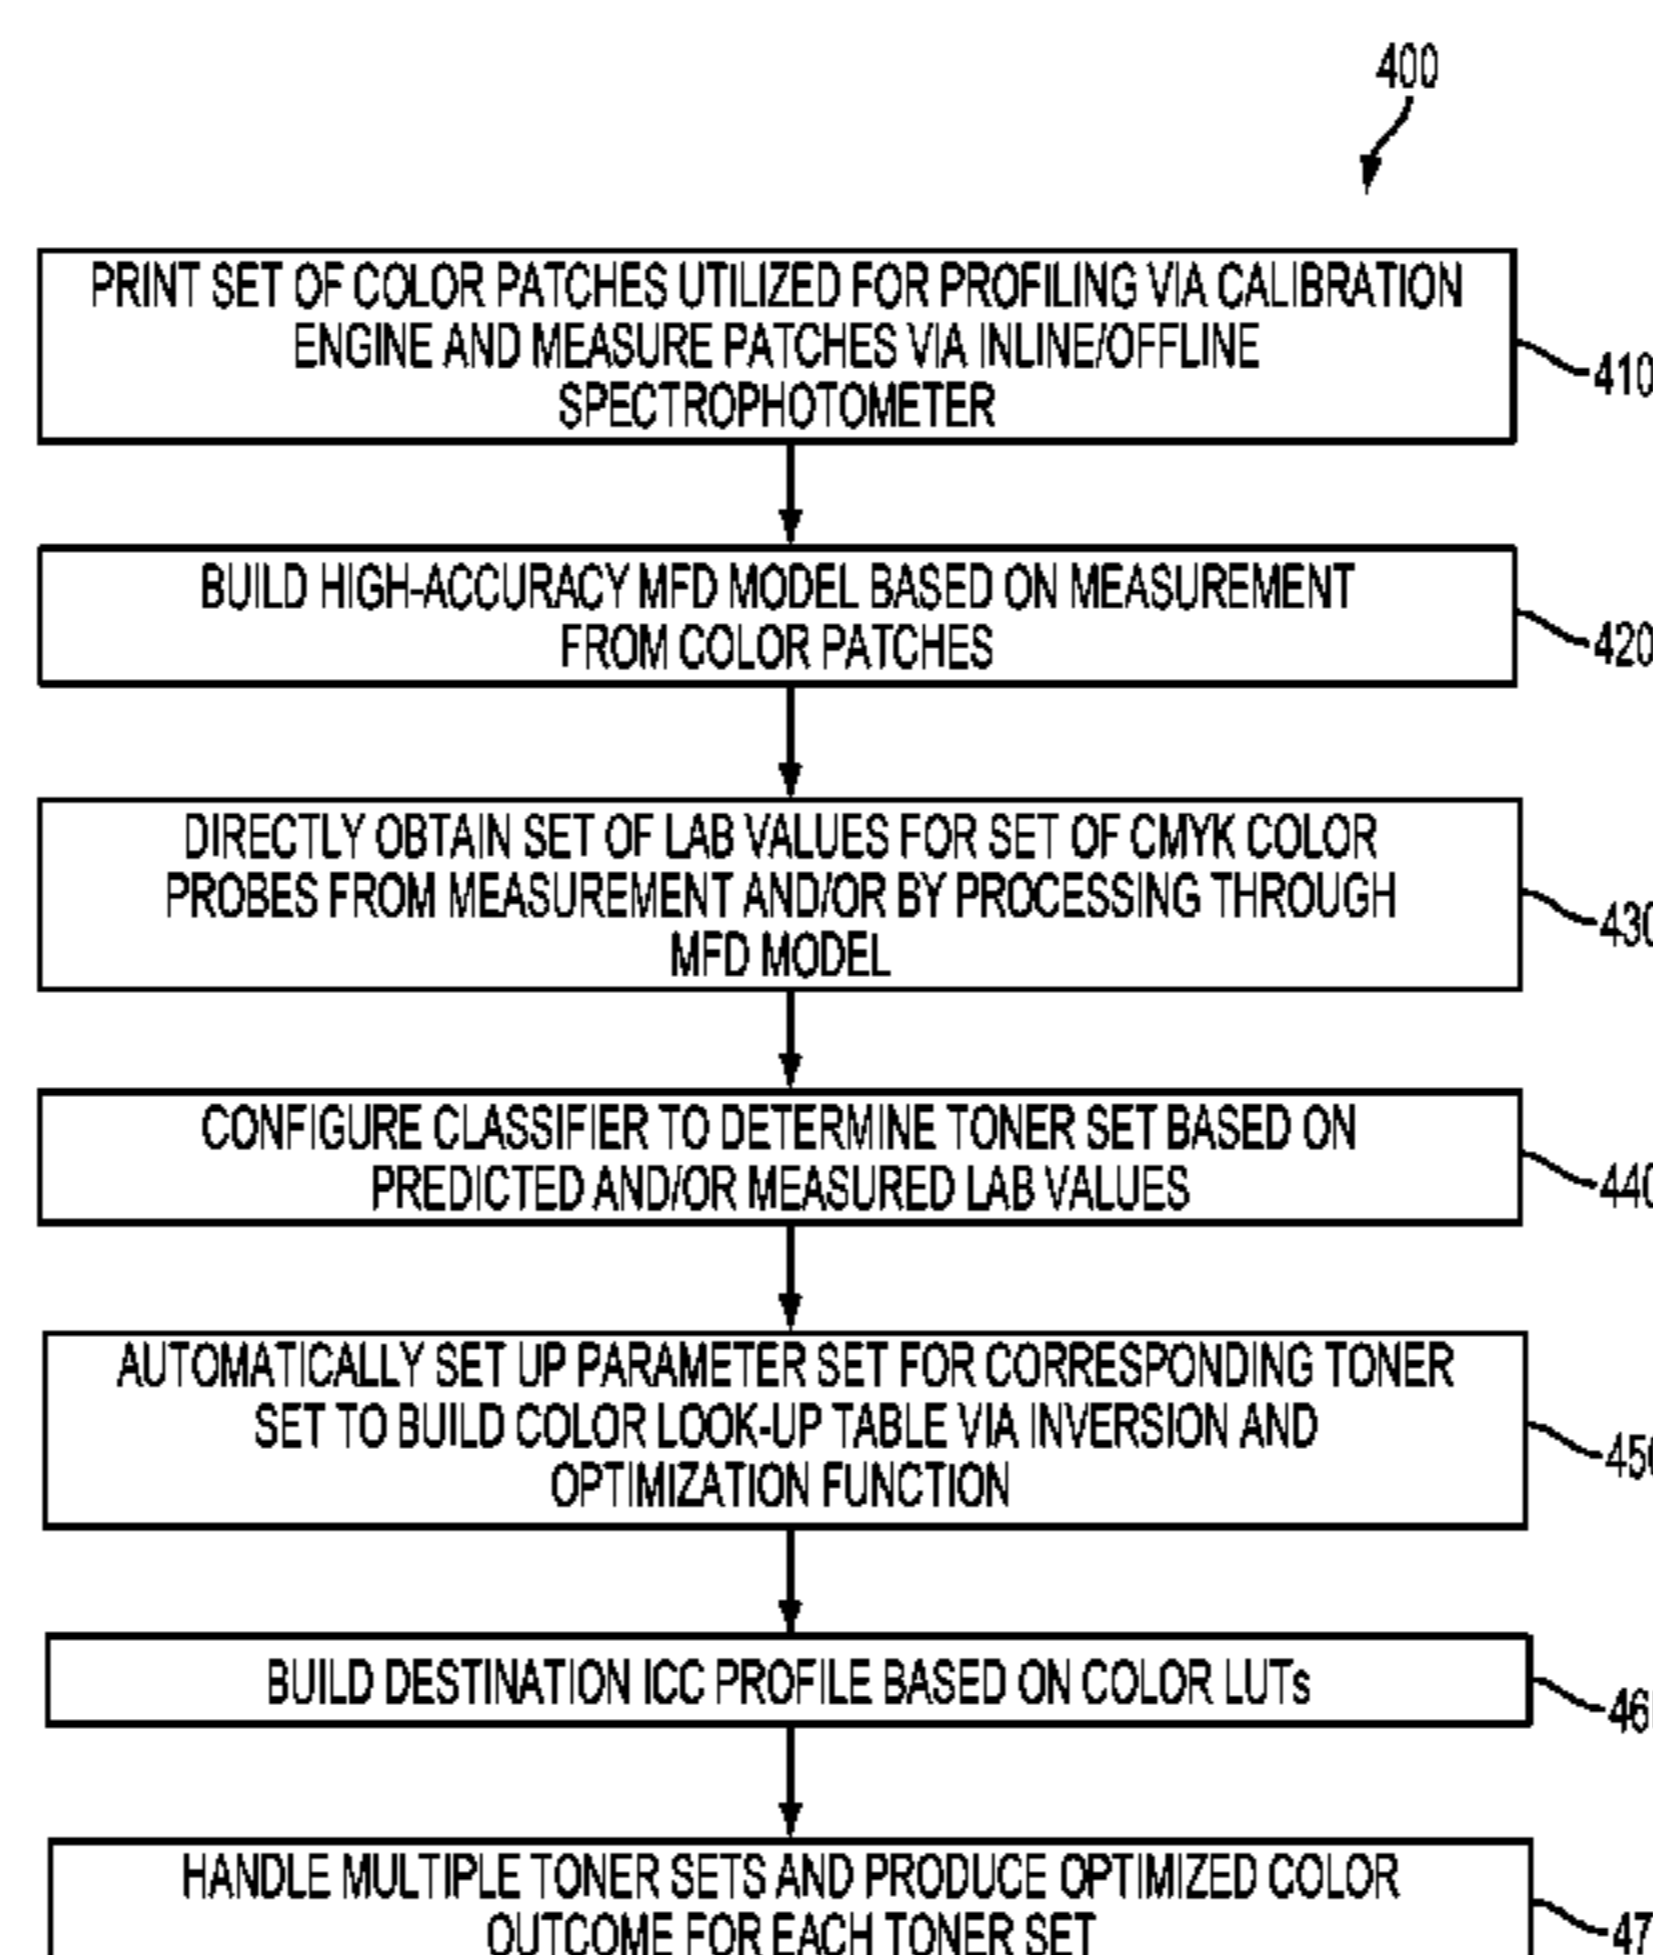 400
PRINT SET OF COLOR PATCHES UTILIZED FOR PROFILING VIA CALIBRATION
ENGINE AND MEASURE PATCHES VIA INLINE/OFFLINE
SPECTROPHOTOMETER
410
BUILD HIGH-ACCURACY MFD MODEL BASED ON MEASUREMENT
FROM COLOR PATCHES
420
DIRECTLY OBTAIN SET OF LAB VALUES FOR SET OF CMYK COLOR
PROBES FROM MEASUREMENT AND/OR BY PROCESSING THROUGH
MFD MODEL
430
CONFIGURE CLASSIFIER TO DETERMINE TONER SET BASED ON
PREDICTED AND/OR MEASURED LAB VALUES
440
AUTOMATICALLY SET UP PARAMETER SET FOR CORRESPONDING TONER
SET TO BUILD COLOR LOOK-UP TABLE VIA INVERSION AND
OPTIMIZATION FUNCTION
450
BUILD DESTINATION ICC PROFILE BASED ON COLOR LUTs
HANDLE MULTIPLE TONER SETS AND PRODUCE OPTIMIZED COLOR
OUTCOME FOR EACH TONER SET